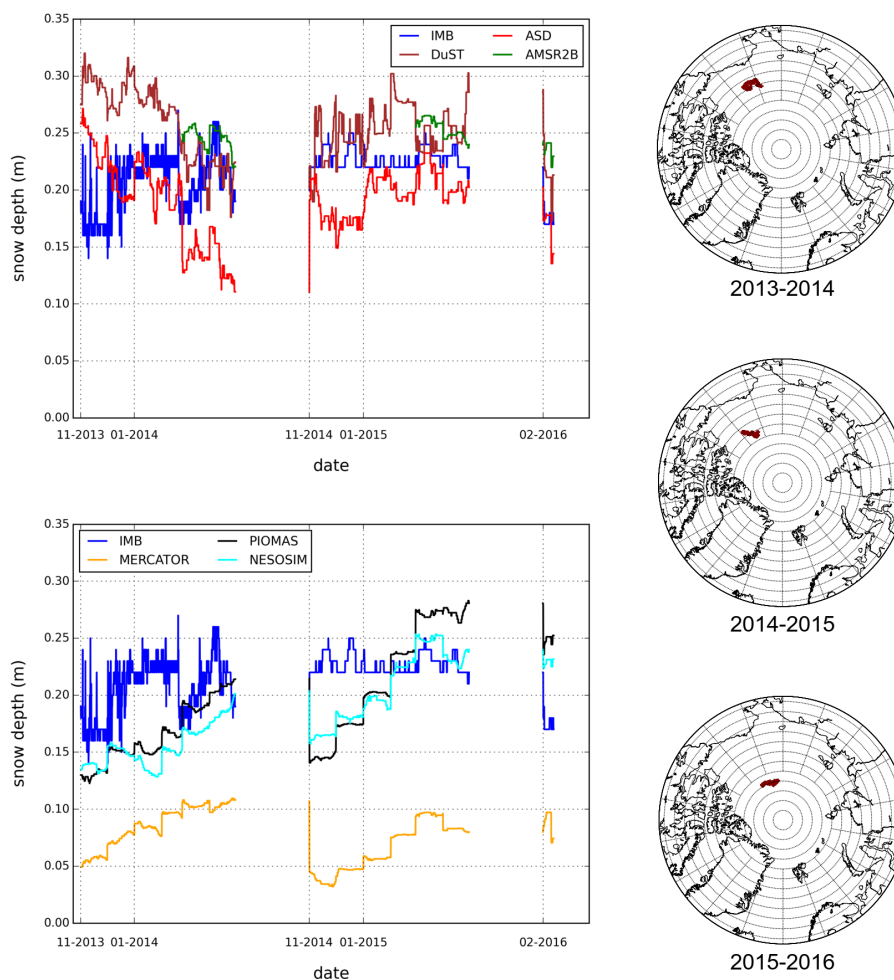 0.35
0.30
0.25
0.20
0.15
0.10
0.05
0.00
snow depth (m)
IMB
DuST
ASD
AMSR2B
11-2013
01-2014
11-2014
01-2015
02-2016
date
0.35
0.30
0.25
0.20
0.15
0.10
0.05
0.00
snow depth (m)
IMB
MERCATOR
PIOMAS
NESOSIM
11-2013
01-2014
11-2014
01-2015
02-2016
date
2013-2014
2014-2015
2015-2016